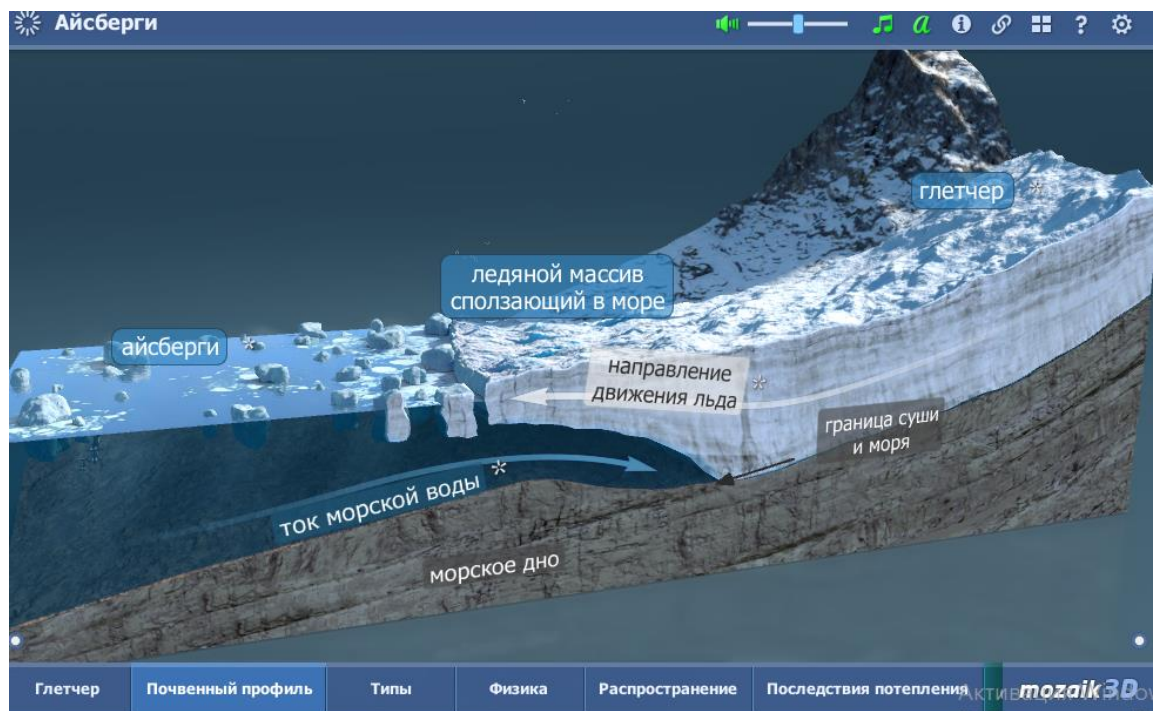 Айсберги
глетчер
ледяной массив
сползающий в море
айсберги
направление
движения льда
граница суши
и моря
ток морской воды
морское дно
Глетчер
Почвенный профиль
Типы
Физика
Распространение
Последствия потепления
mozaik3D